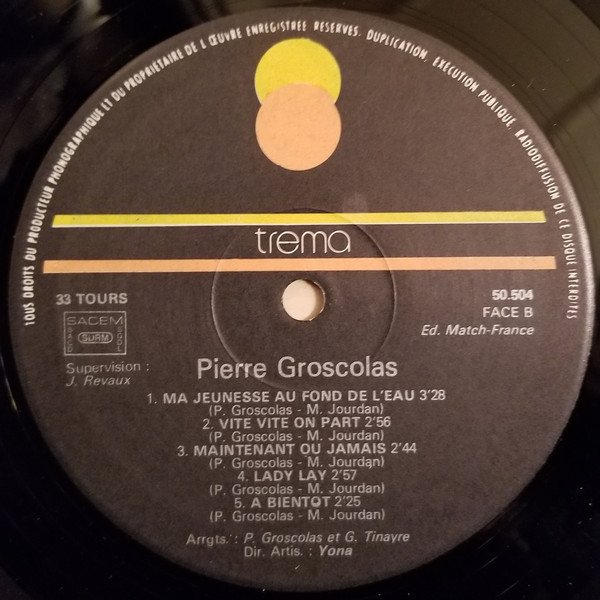 TOUS DROITS DU PRODUCTEUR PHONOGRAPHIQUE ET DU PROPRIETAIRE DE L'ŒUVRE ENREGISTREE RESERVES. DUPLICATION, EXECUTION PUBLIQUE, RADIODIFFUSION DE CE DISQUE INTERDITES
trema
33 TOURS
50.504
FACE B
Ed. Match-France
SACEM
SACD
SDRM
SGDL
Supervision :
J. Revaux
Pierre Groscolas
1. MA JEUNESSE AU FOND DE L'EAU 3'28
(P. Groscolas - M. Jourdan)
2. VITE VITE ON PART 2'56
(P. Groscolas - M. Jourdan)
3. MAINTENANT OU JAMAIS 2'44
(P. Groscolas - M. Jourdan)
4. LADY LAY 2'57
(P. Groscolas - M. Jourdan)
5. A BIENTOT 2'25
(P. Groscolas - M. Jourdan)
Arrgts. : P. Groscolas et G. Tinayre
Dir. Artis. : Yona